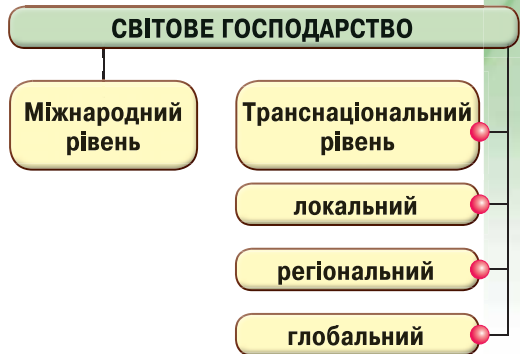 СВІТОВЕ ГОСПОДАРСТВО
Міжнародний
рівень
Транснаціональний
рівень
локальний
регіональний
глобальний